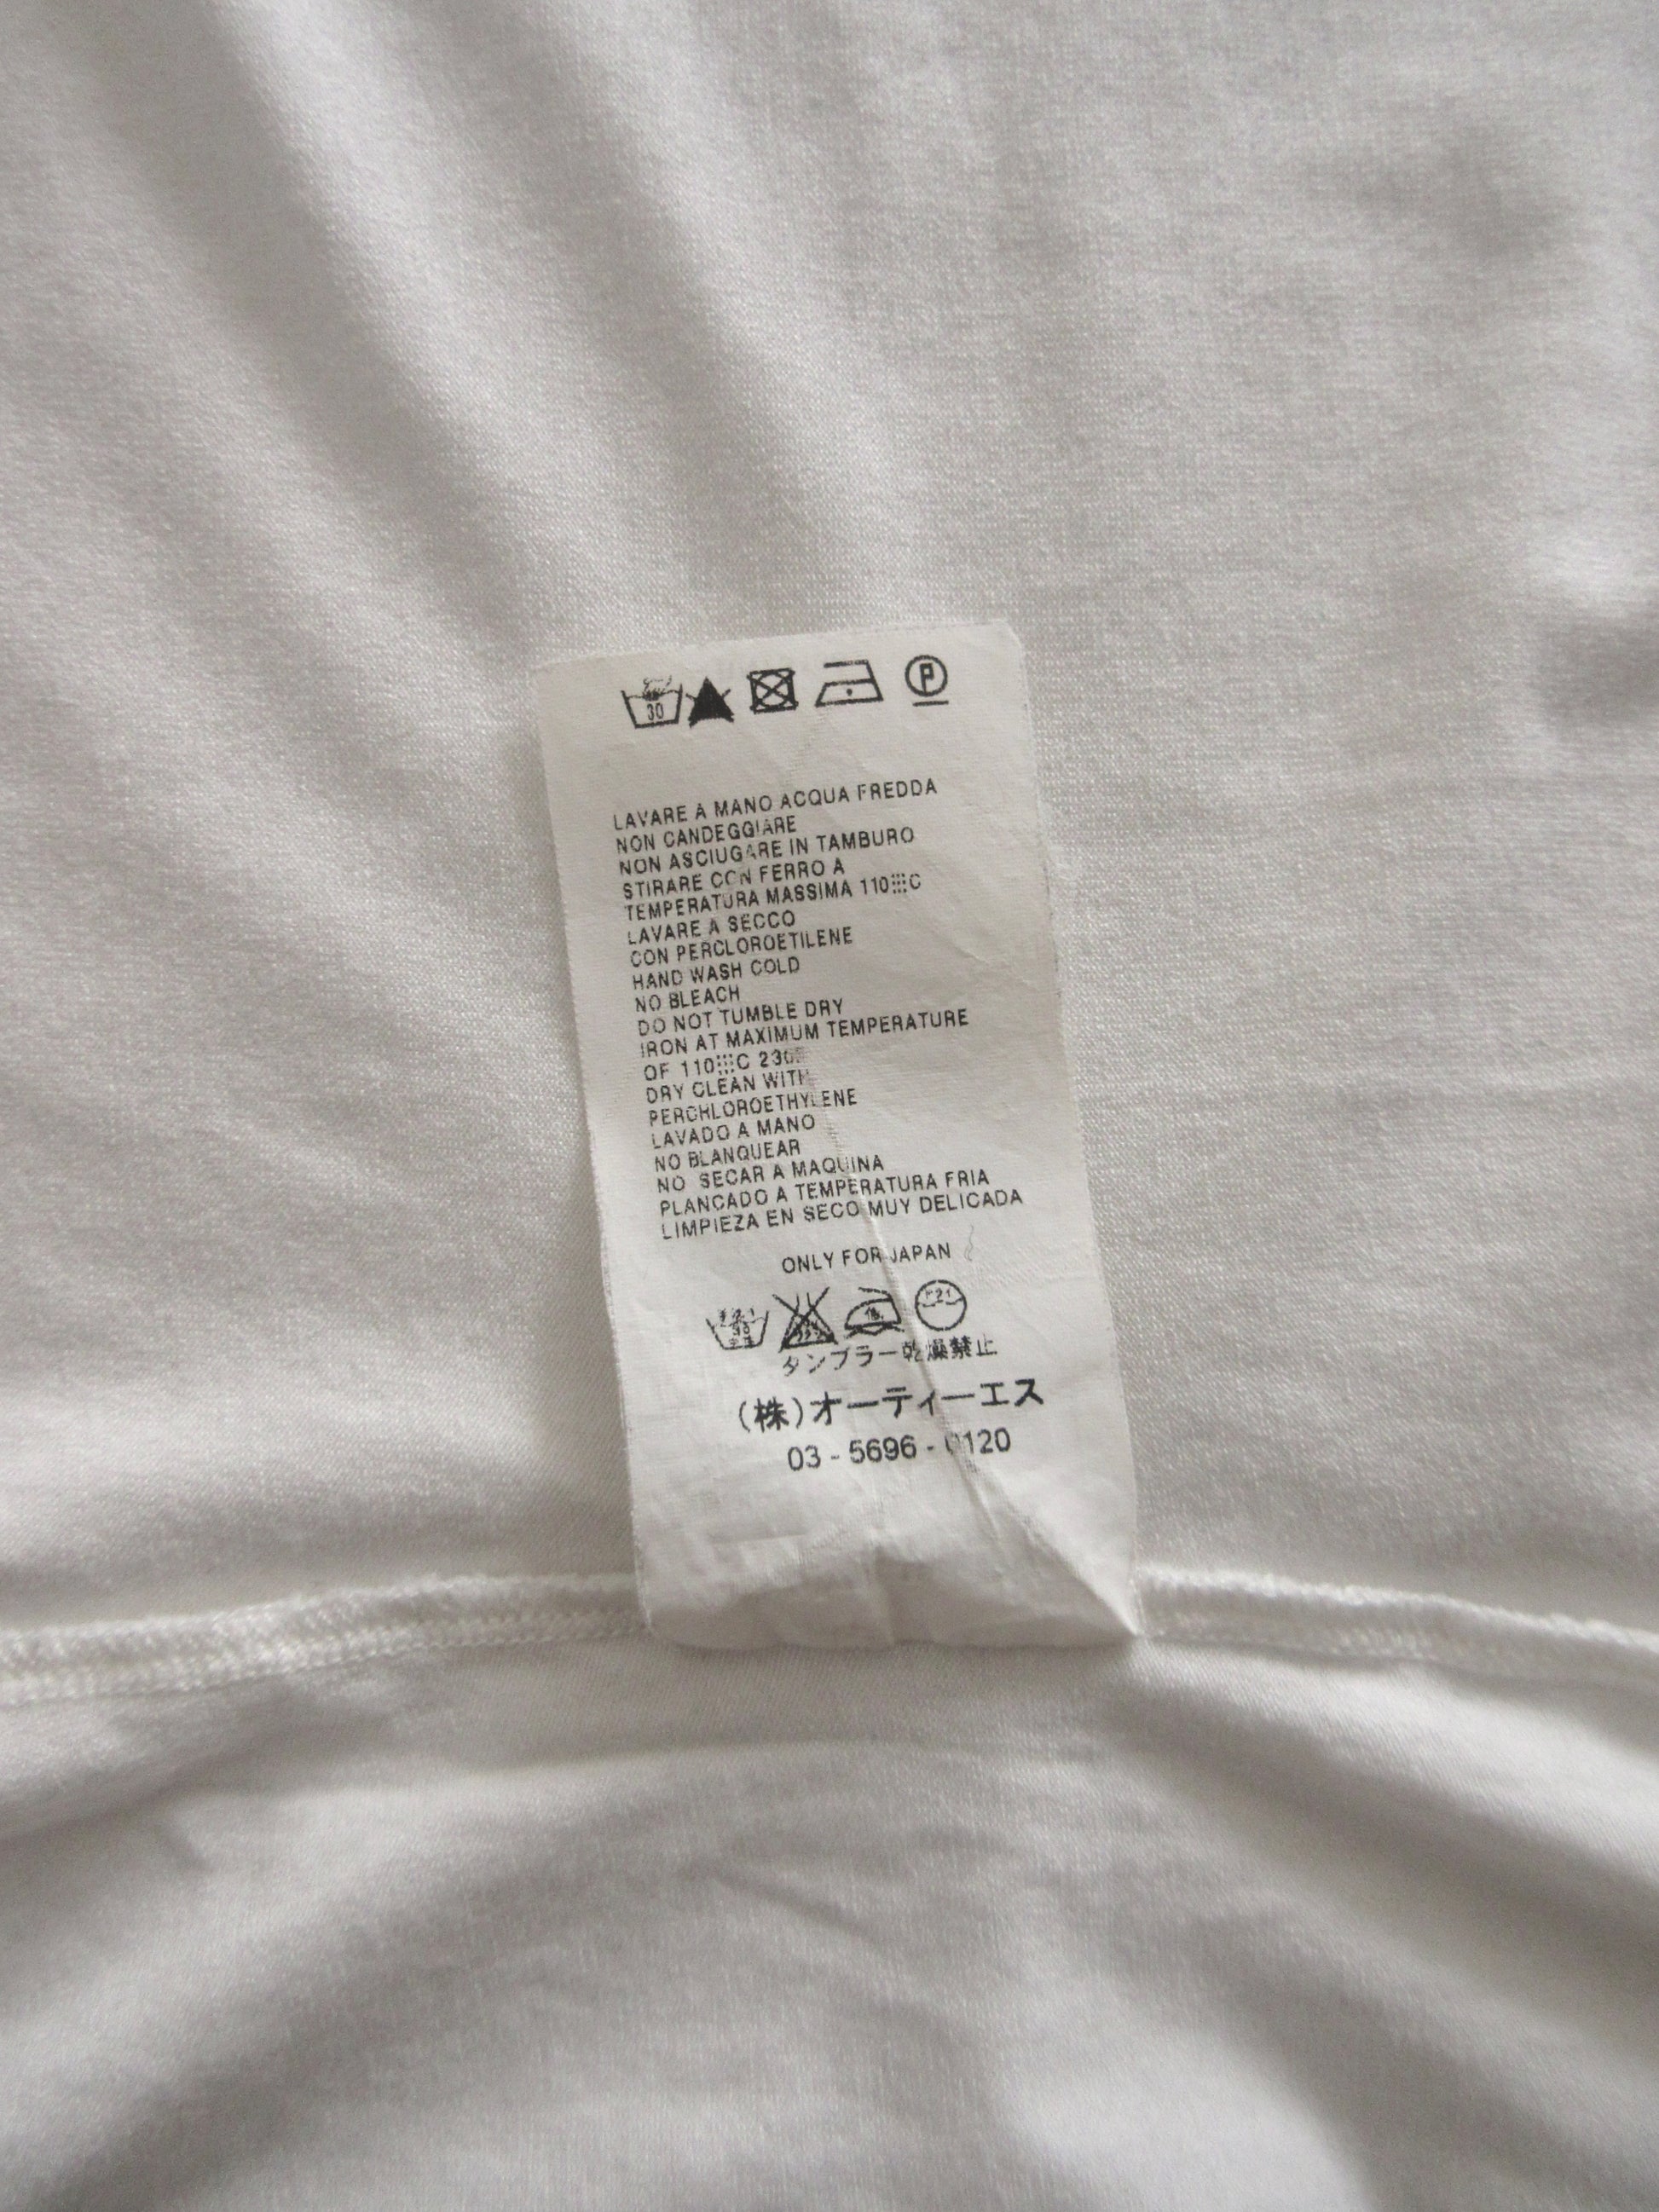 30
P
LAVARE A MANO ACQUA FREDDA
NON CANDEGGIARE
NON ASCIUGARE IN TAMBURO
STIRARE CON FERRO A
TEMPERATURA MASSIMA 110 C
LAVARE A SECCO
CON PERCLOROETILENE
HAND WASH COLD
NO BLEACH
DO NOT TUMBLE DRY
IRON AT MAXIMUM TEMPERATURE
OF 110 C 230
DRY CLEAN WITH
PERCHLOROETHYLENE
LAVADO A MANO
NO BLANQUEAR
NO SECAR A MAQUINA
PLANCADO A TEMPERATURA FRIA
LIMPIEZA EN SECO MUY DELICADA
ONLY FOR JAPAN
タンブラー乾燥禁止
(株)オーティーエス
03 - 5696 - 0120